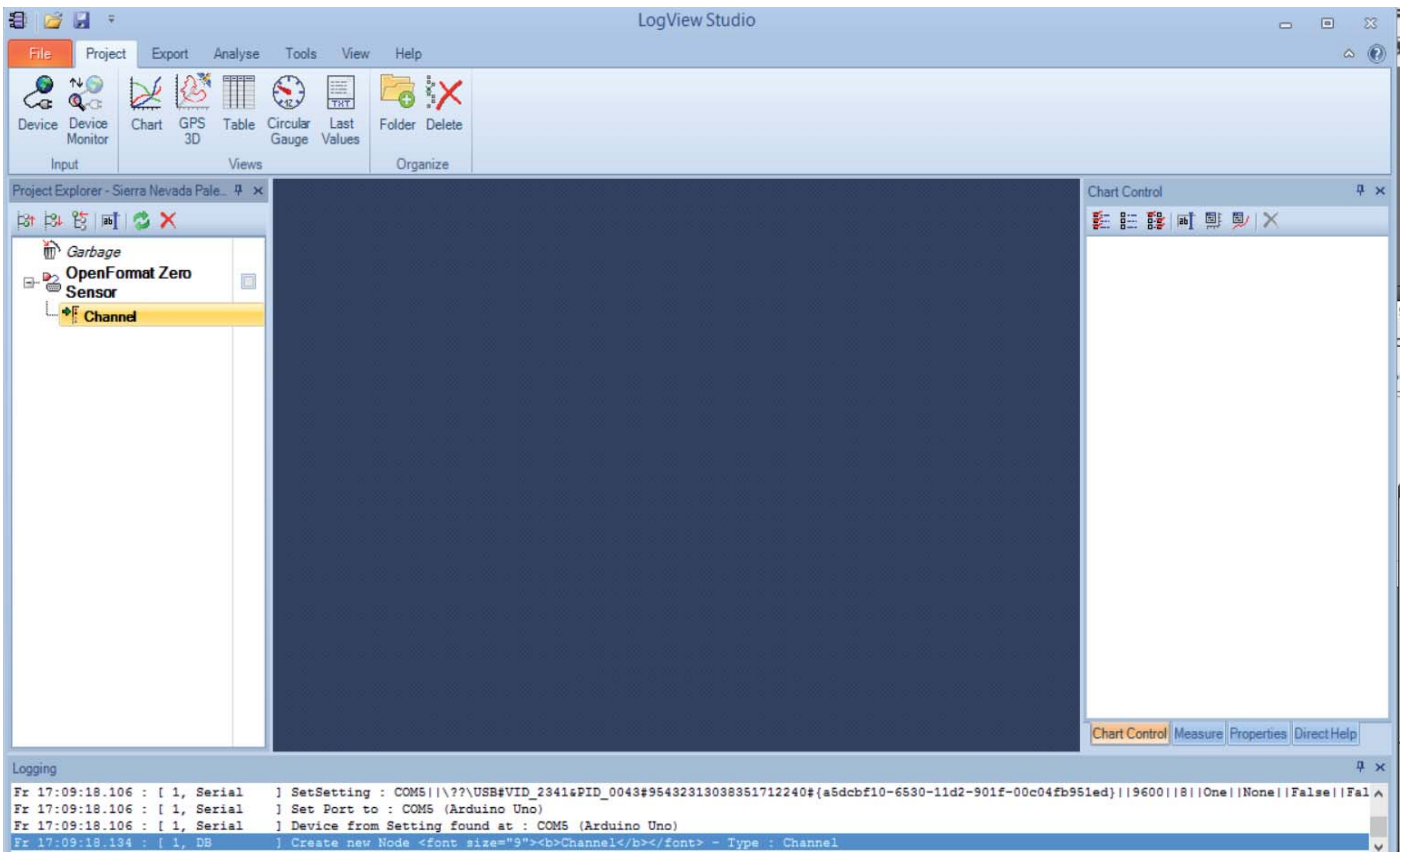 LogView Studio
File Project Export Analyse Tools View Help
Device Device Monitor Chart GPS 3D Table Circular Gauge Last Values Folder Delete
Input Views Organize
Project Explorer - Sierra Nevada Pale...
Chart Control
Garbage
OpenFormat Zero
Sensor
Channel
Chart Control Measure Properties Direct Help
Logging
Fr 17:09:18.106 : [ 1, Serial ] SetSetting : COM5||\??\USB#VID_2341&PID_0043#95432313038351712240#{a5dcbf10-6530-11d2-901f-00c04fb951ed}||9600||8||One||None||False||Fal
Fr 17:09:18.106 : [ 1, Serial ] Set Port to : COM5 (Arduino Uno)
Fr 17:09:18.106 : [ 1, Serial ] Device from Setting found at : COM5 (Arduino Uno)
Fr 17:09:18.134 : [ 1, DB ] Create new Node <font size="9"><b>Channel</b></font> - Type : Channel